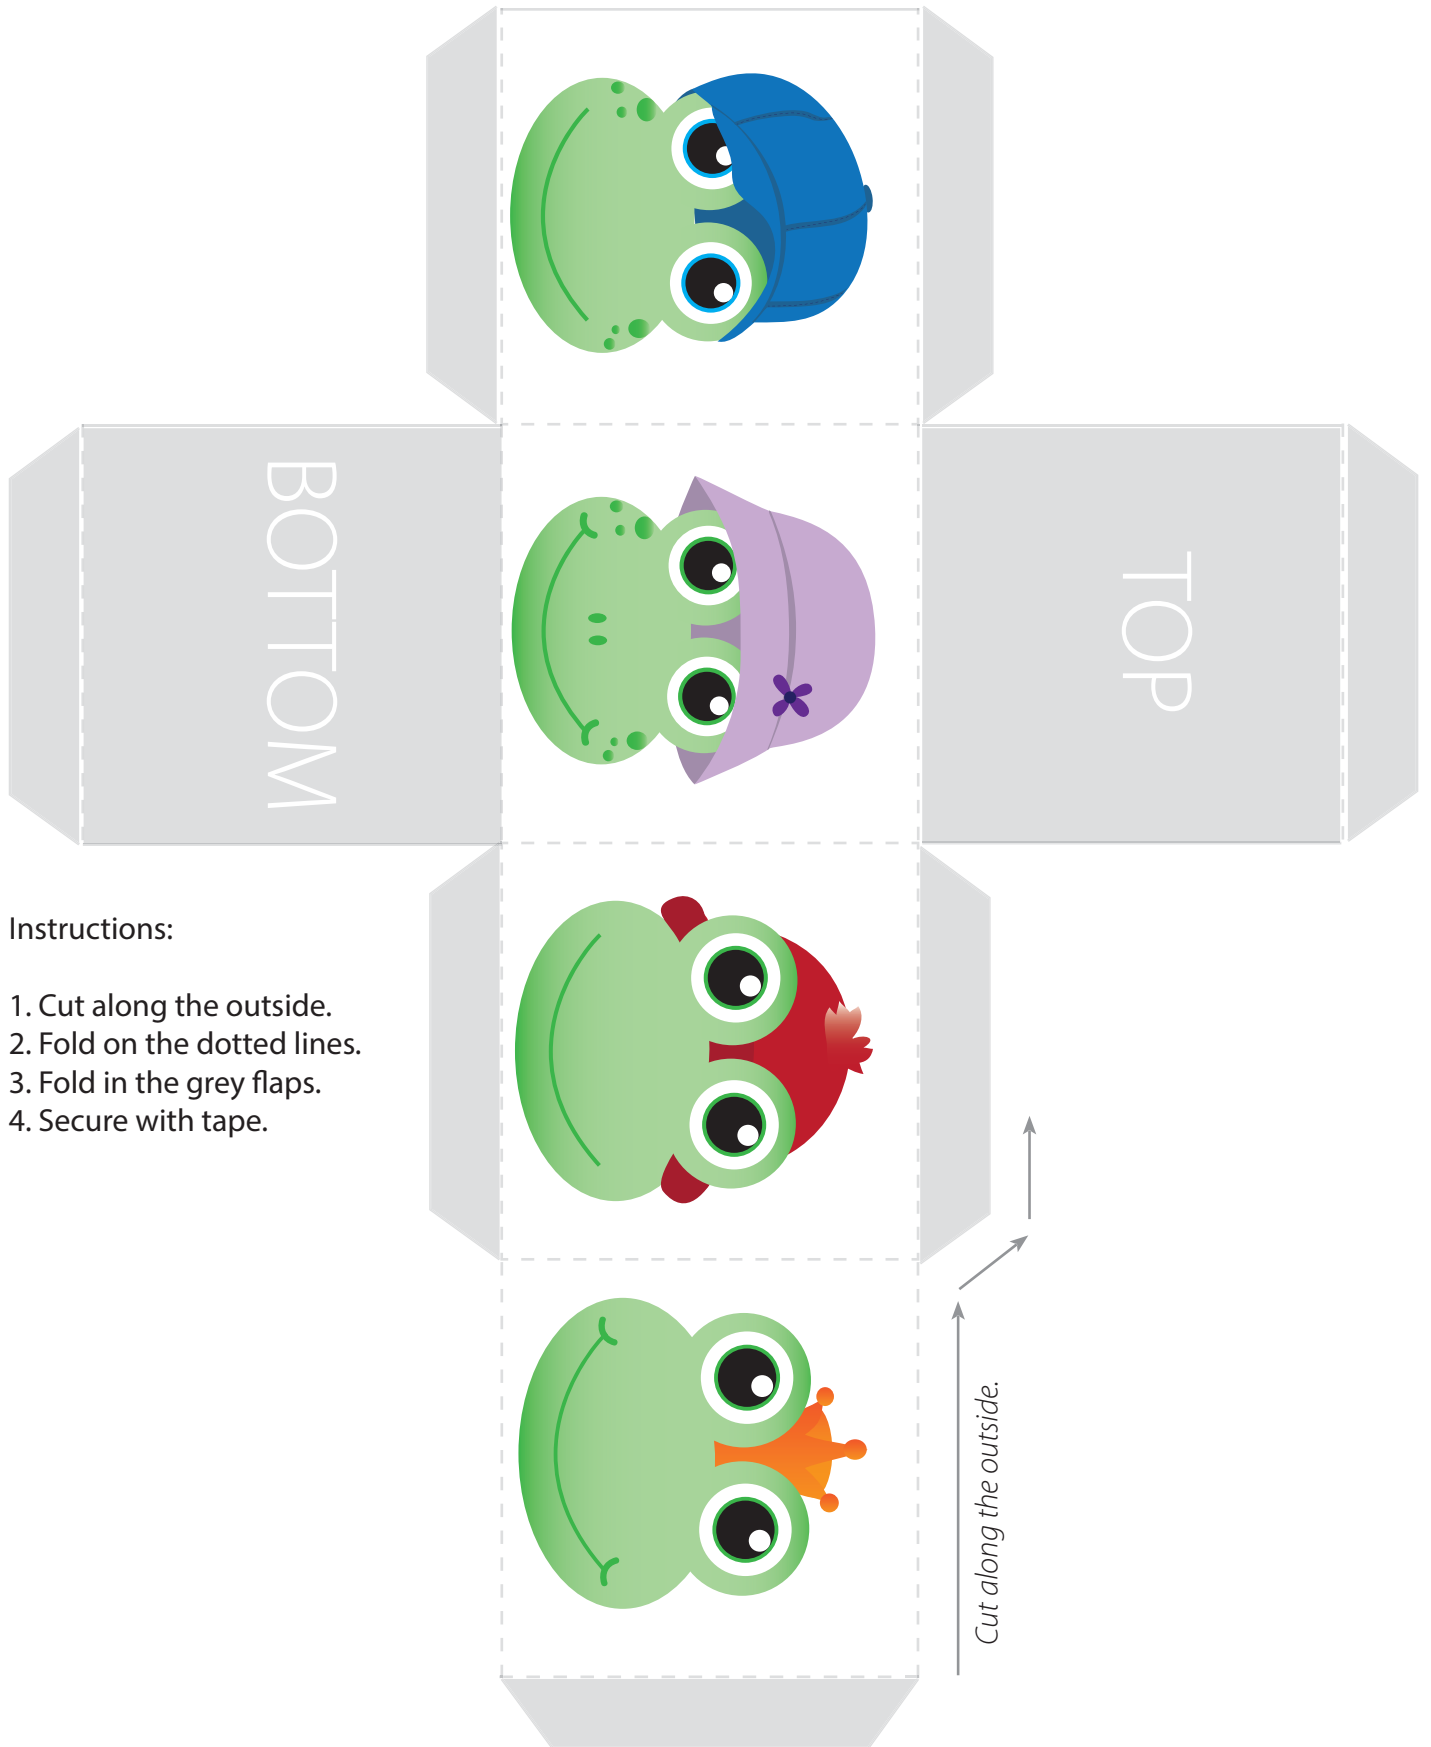 BOTTOM
TOP
Instructions:
1. Cut along the outside.
2. Fold on the dotted lines.
3. Fold in the grey flaps.
4. Secure with tape.
Cut along the outside.